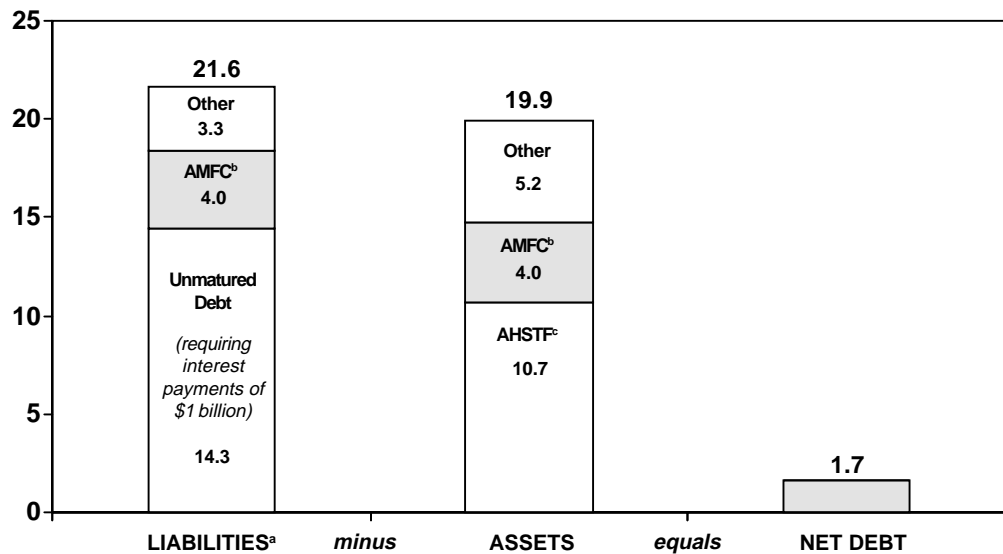 25
20
15
10
5
0
21.6
Other
3.3
AMFCᵇ
4.0
Unmatured
Debt
(requiring
interest
payments of
$1 billion)
14.3
19.9
Other
5.2
AMFCᵇ
4.0
AHSTFᶜ
10.7
1.7
LIABILITIESᵃ minus ASSETS equals NET DEBT